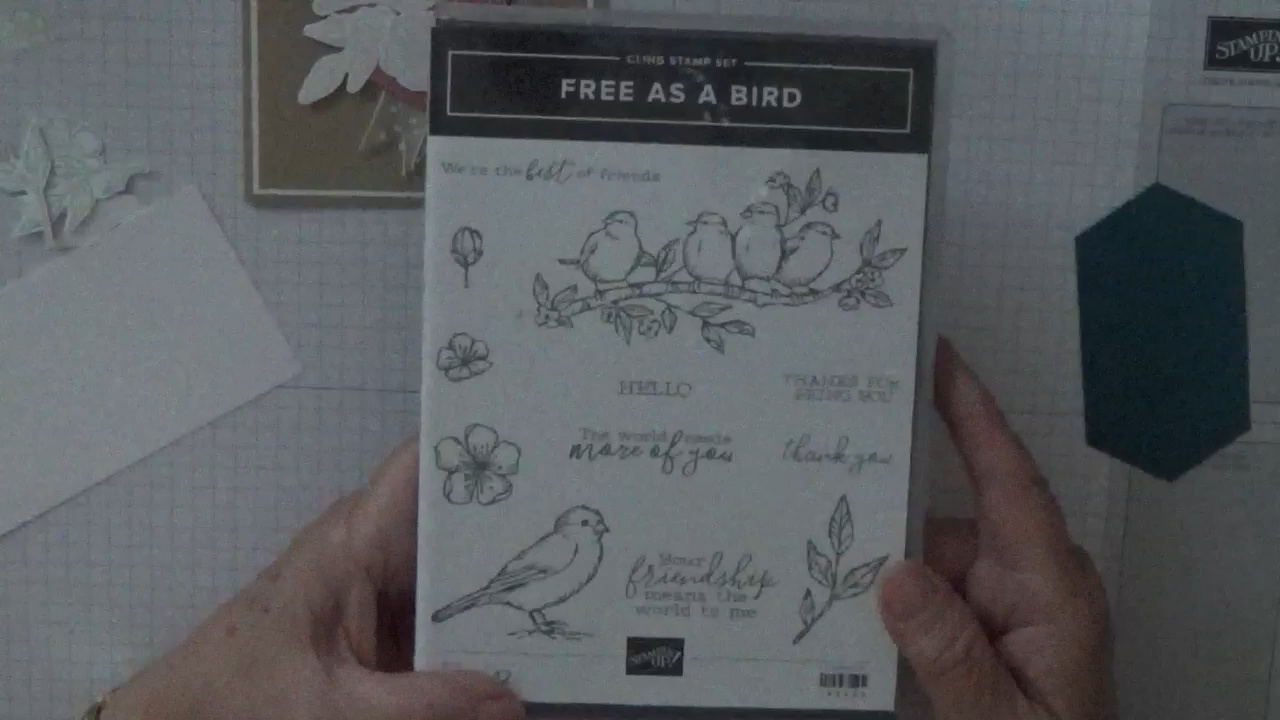 CLING STAMP SET
FREE AS A BIRD
STAMPIN' UP!
We're the best of friends
HELLO
THANKS FOR
BEING YOU
The world needs
more of you
thank you
Your
friendship
means the
world to me
STAMPIN' UP!